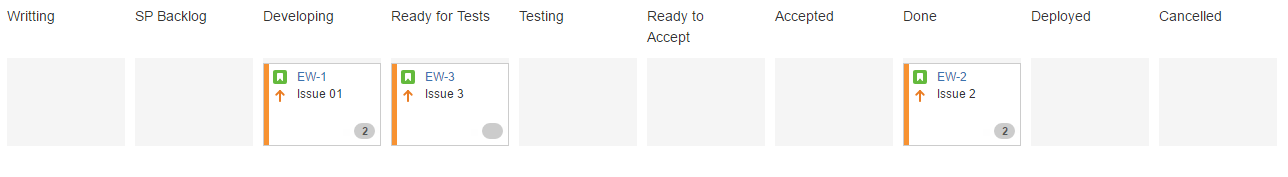 Writting
SP Backlog
Developing
Ready for Tests
Testing
Ready to
Accept
Accepted
Done
Deployed
Cancelled
EW-1
Issue 01
2
EW-3
Issue 3
EW-2
Issue 2
2